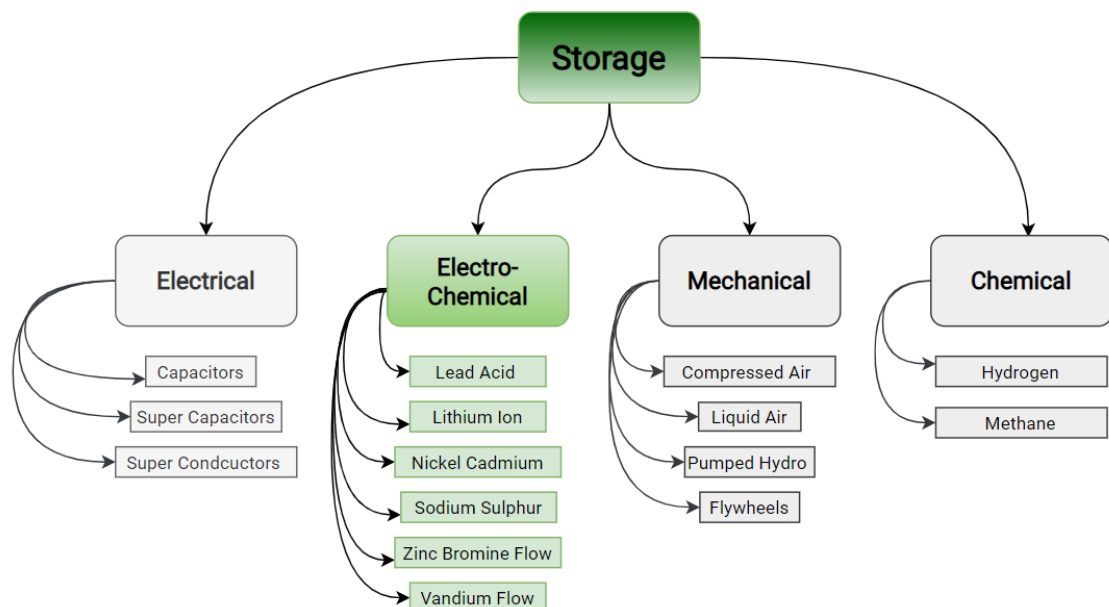 Storage
Electrical
Electro-
Chemical
Mechanical
Chemical
Capacitors
Super Capacitors
Super Condcuctors
Lead Acid
Lithium Ion
Nickel Cadmium
Sodium Sulphur
Zinc Bromine Flow
Vandium Flow
Compressed Air
Liquid Air
Pumped Hydro
Flywheels
Hydrogen
Methane